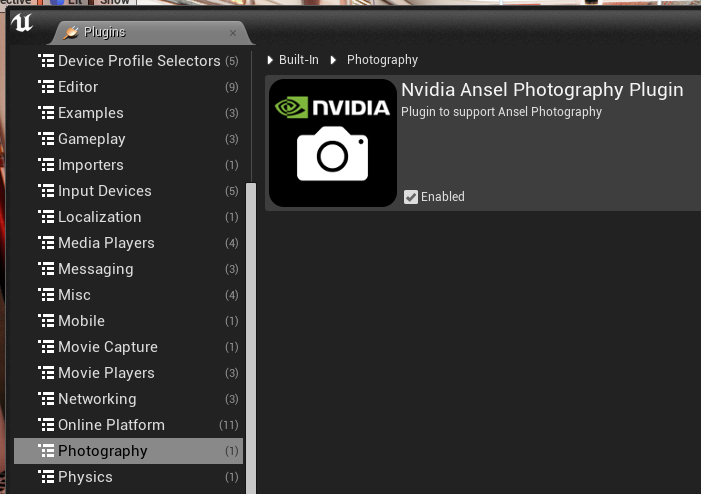 Lit
Show
Plugins
Device Profile Selectors (5)
Editor (9)
Examples (3)
Gameplay (3)
Importers (1)
Input Devices (5)
Localization (1)
Media Players (4)
Messaging (3)
Misc (4)
Mobile (1)
Movie Capture (1)
Movie Players (3)
Networking (3)
Online Platform (11)
Photography (1)
Physics (1)
Built-In Photography
NVIDIA
Nvidia Ansel Photography Plugin
Plugin to support Ansel Photography
Enabled